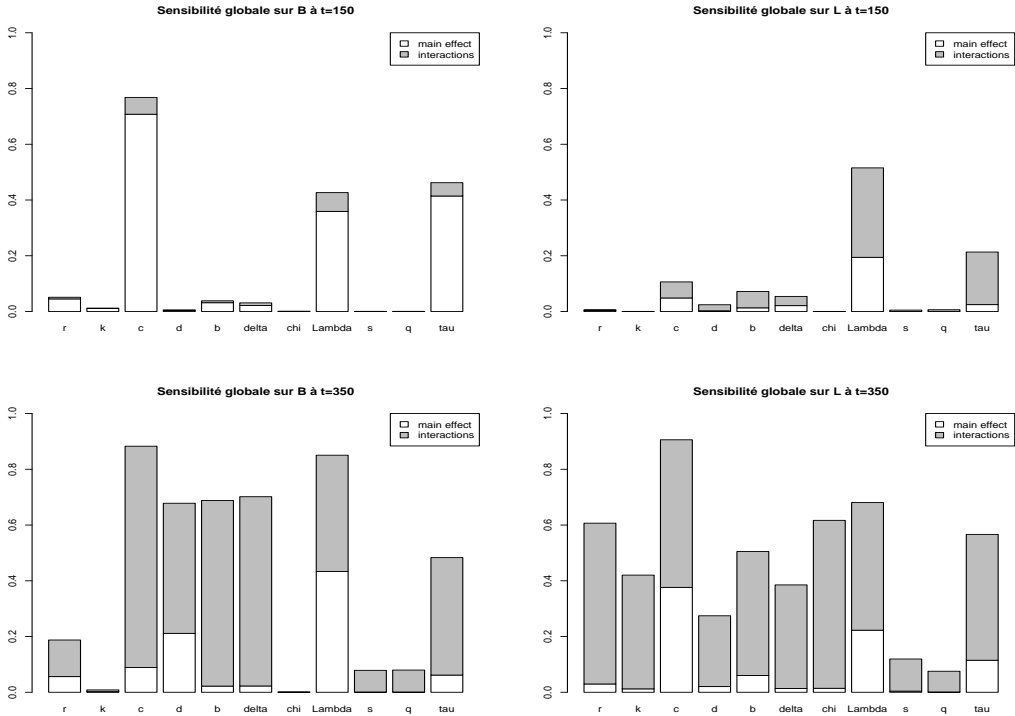 Sensibilité globale sur B à t=150
main effect
interactions
0.0 0.2 0.4 0.6 0.8 1.0
r k c d b delta chi Lambda s q tau
Sensibilité globale sur L à t=150
main effect
interactions
0.0 0.2 0.4 0.6 0.8 1.0
r k c d b delta chi Lambda s q tau
Sensibilité globale sur B à t=350
main effect
interactions
0.0 0.2 0.4 0.6 0.8 1.0
r k c d b delta chi Lambda s q tau
Sensibilité globale sur L à t=350
main effect
interactions
0.0 0.2 0.4 0.6 0.8 1.0
r k c d b delta chi Lambda s q tau